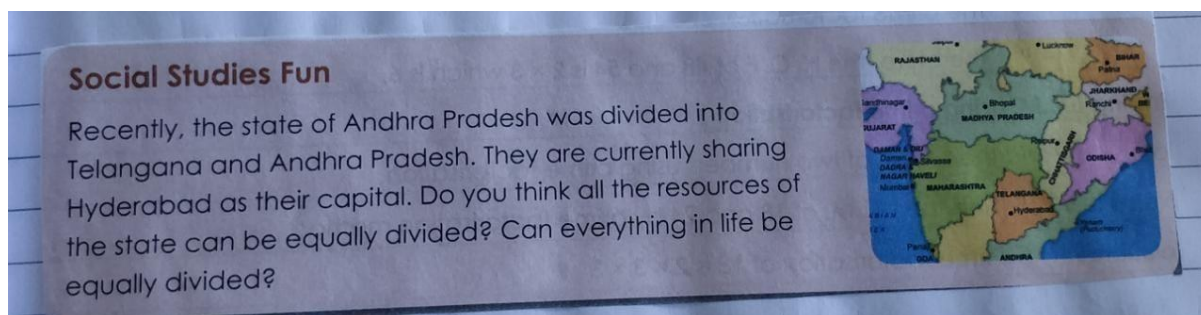 Social Studies Fun
Recently, the state of Andhra Pradesh was divided into
Telangana and Andhra Pradesh. They are currently sharing
Hyderabad as their capital. Do you think all the resources of
the state can be equally divided? Can everything in life be
equally divided?
Lucknow
RAJASTHAN
BIHAR
Patna
JHARKHAND
Ranchi
Bhopal
MADHYA PRADESH
Raipur
CHHATTISGARH
ODISHA
DAMAN & DIU
Daman
Silvassa
DADRA &
NAGAR HAVELI
Mumbai
MAHARASHTRA
TELANGANA
Hyderabad
GOA
ANDHRA